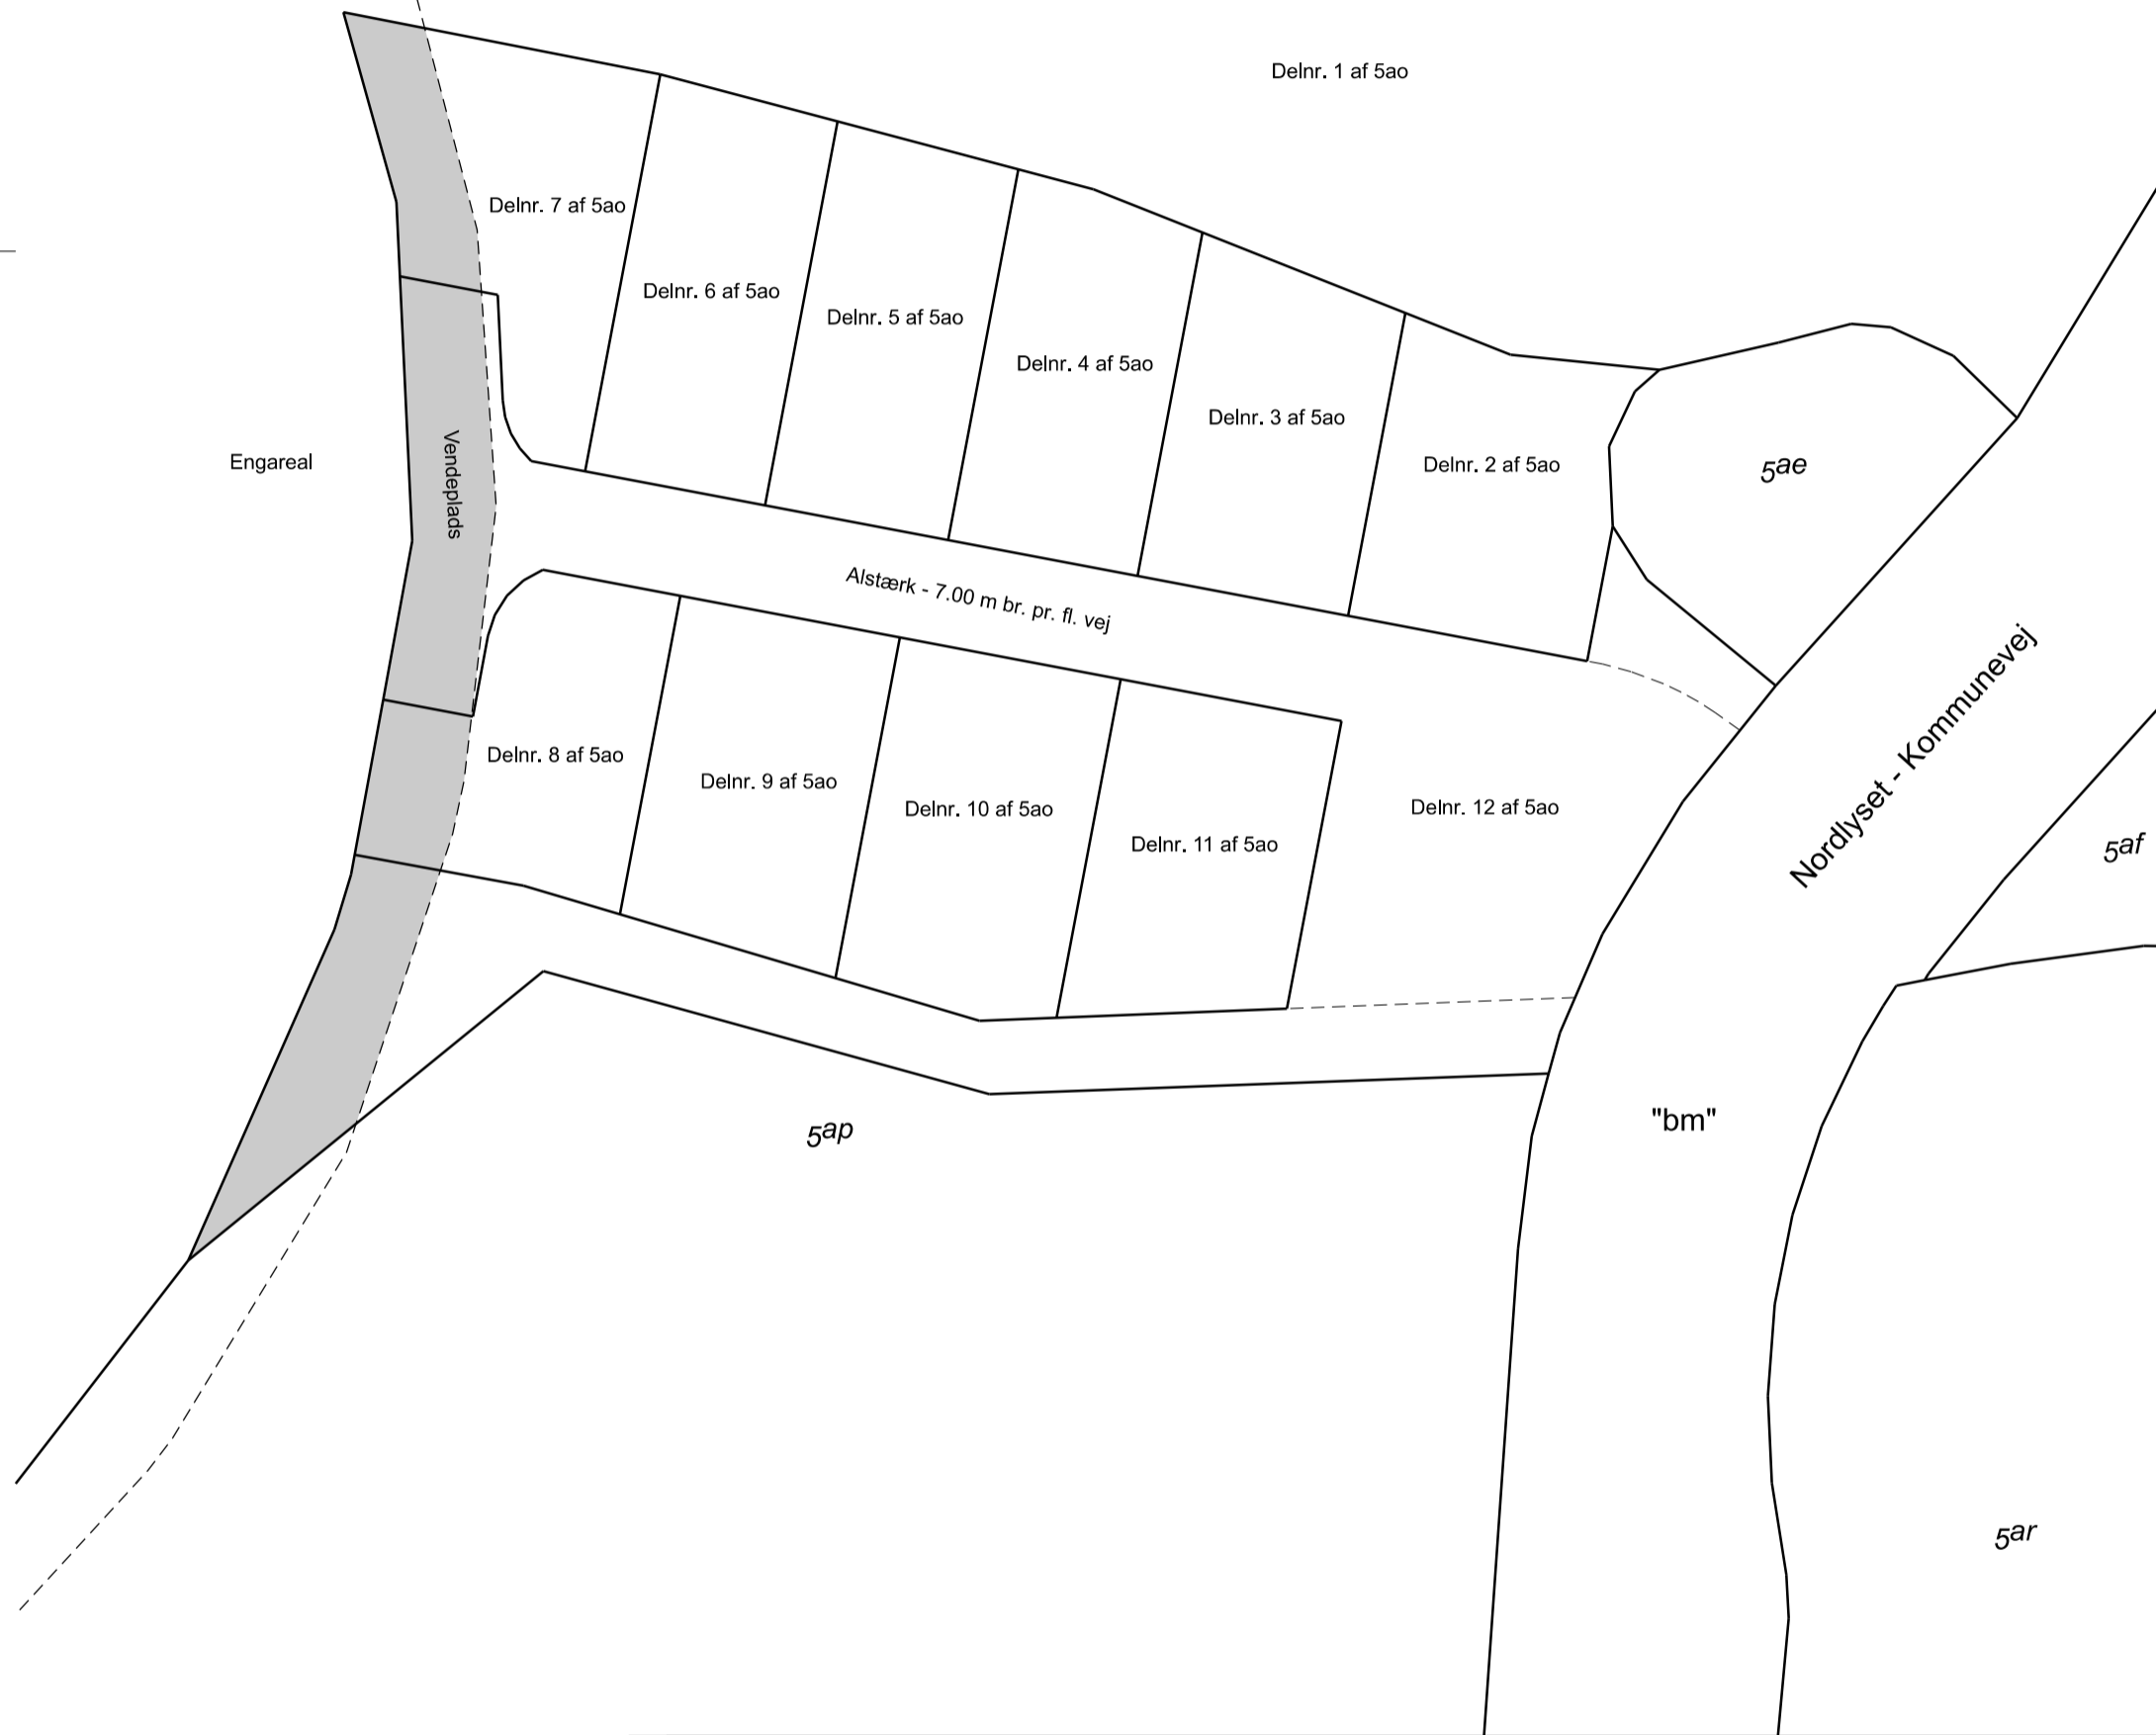 Delnr. 1 af 5ao
Delnr. 7 af 5ao
Delnr. 6 af 5ao
Delnr. 5 af 5ao
Delnr. 4 af 5ao
Delnr. 3 af 5ao
Delnr. 2 af 5ao
5ae
Engareal
Vendeplads
Alstærk - 7.00 m br. pr. fl. vej
Nordlyset - Kommunevej
Delnr. 8 af 5ao
Delnr. 9 af 5ao
Delnr. 10 af 5ao
Delnr. 11 af 5ao
Delnr. 12 af 5ao
5af
5ap
"bm"
5ar